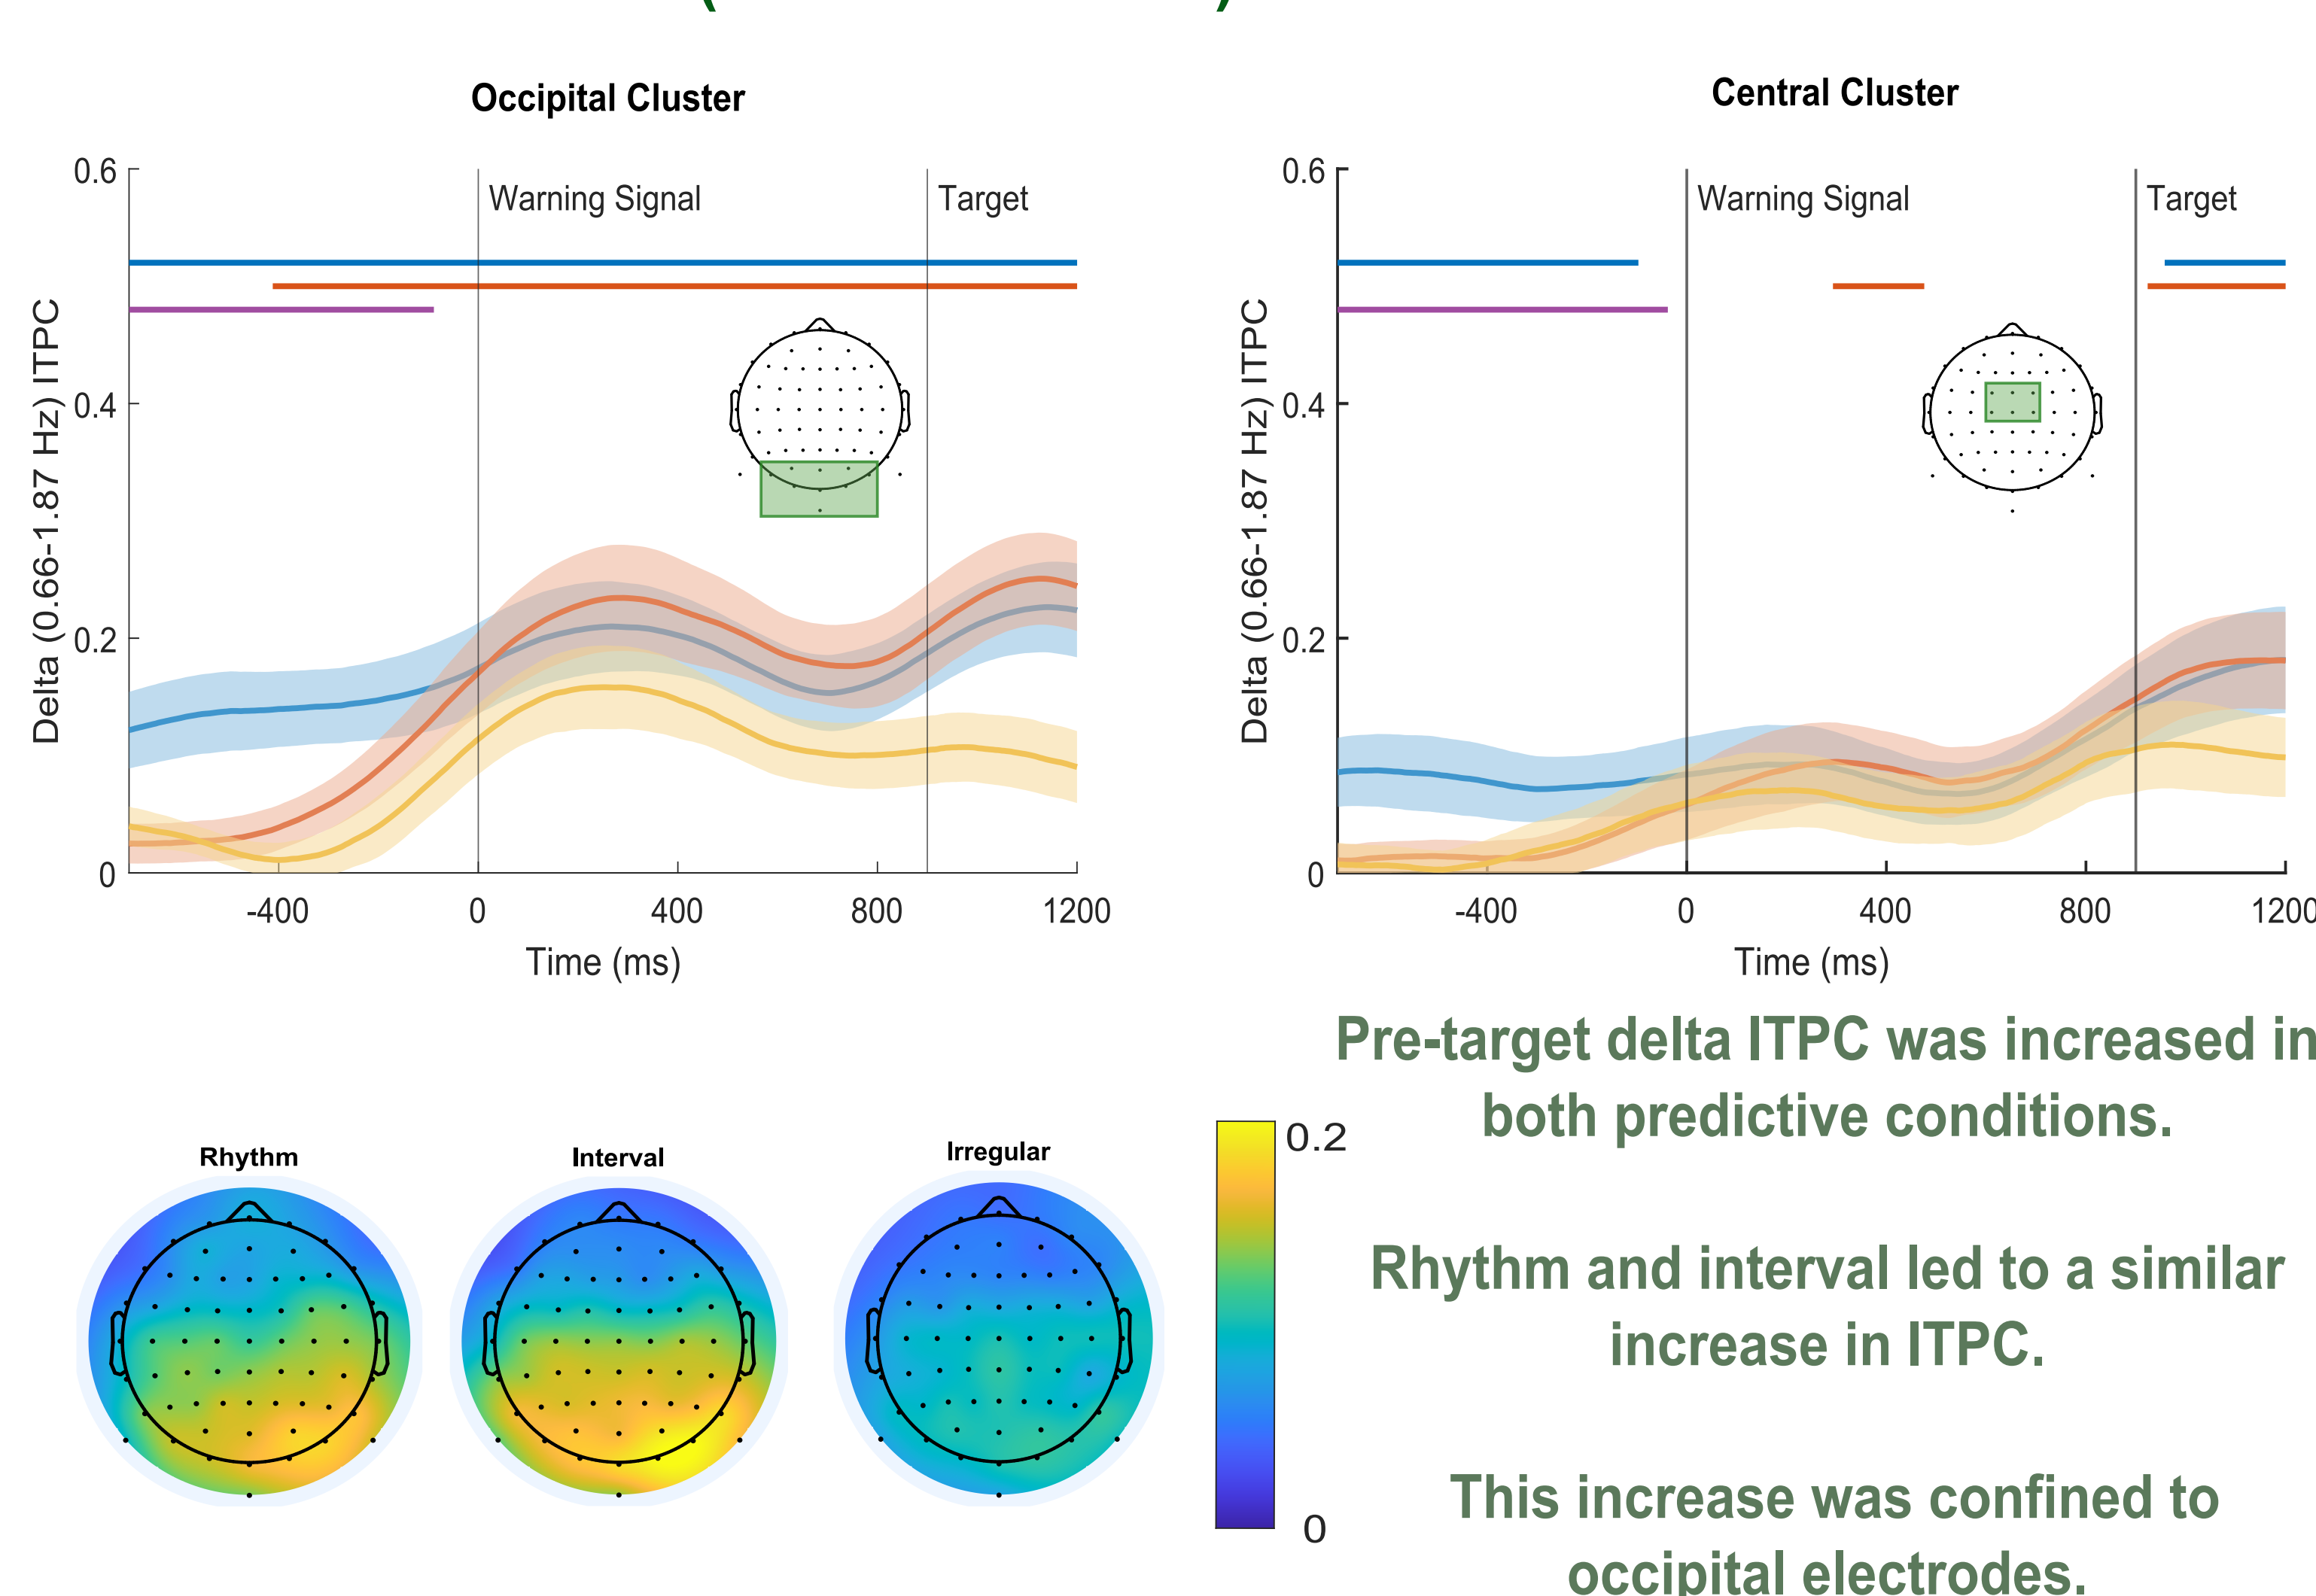 Occipital Cluster
Central Cluster
0.6
0.4
0.2
0
Delta (0.66-1.87 Hz) ITPC
Warning Signal
Target
-400
0
400
800
1200
Time (ms)
0.6
0.4
0.2
0
Delta (0.66-1.87 Hz) ITPC
Warning Signal
Target
-400
0
400
800
1200
Time (ms)
Pre-target delta ITPC was increased in
both predictive conditions.
Rhythm and interval led to a similar
increase in ITPC.
This increase was confined to
occipital electrodes.
Rhythm
Interval
Irregular
0.2
0